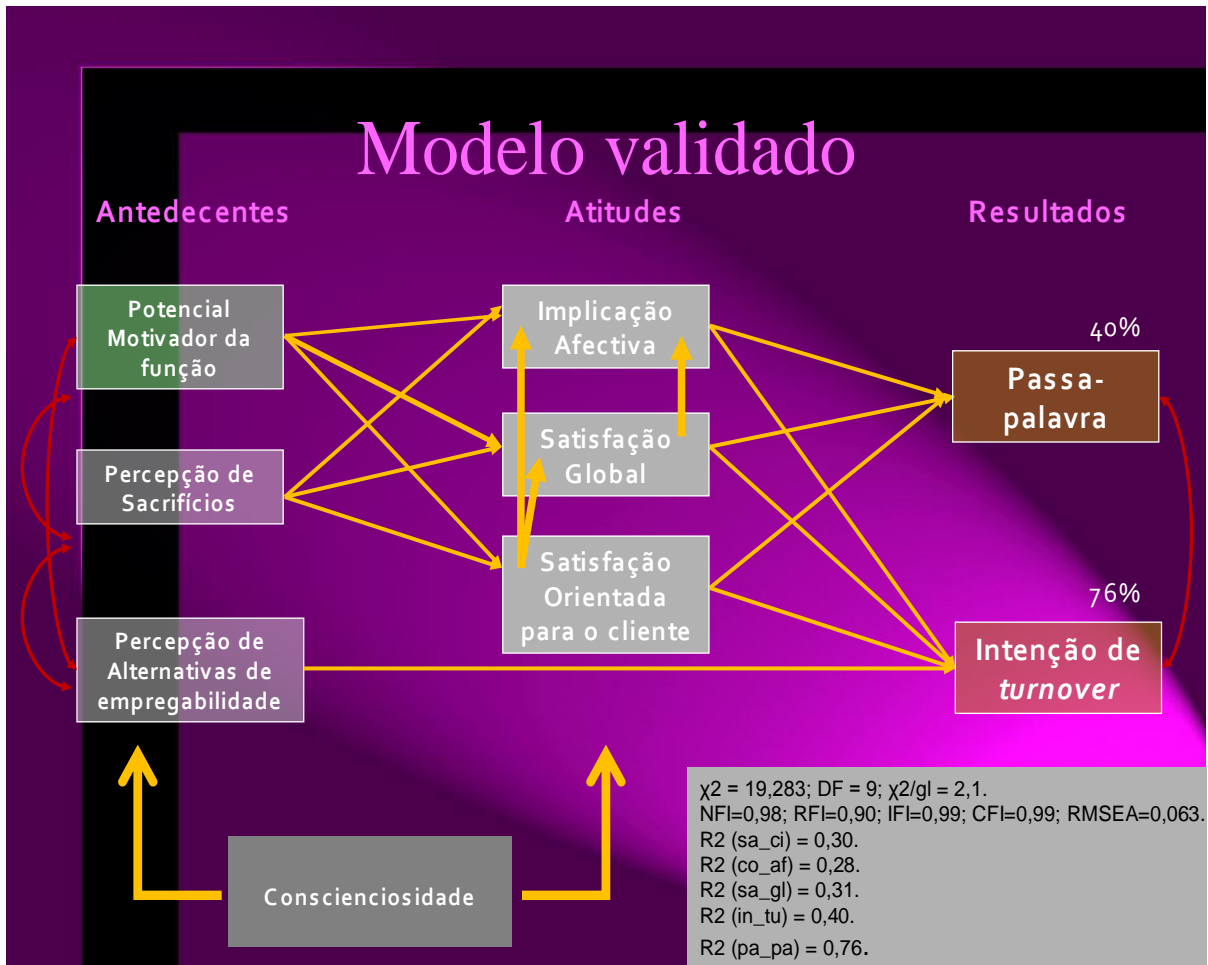 Modelo validado
Antedecentes
Atitudes
Resultados
Potencial
Motivador da
função
Implicação
Afectiva
40%
Passa-
palavra
Percepção de
Sacrifícios
Satisfação
Global
Satisfação
Orientada
para o cliente
76%
Percepção de
Alternativas de
empregabilidade
Intenção de
turnover
Conscienciosidade
χ2 = 19,283; DF = 9; χ2/gl = 2,1.
NFI=0,98; RFI=0,90; IFI=0,99; CFI=0,99; RMSEA=0,063.
R2 (sa_ci) = 0,30.
R2 (co_af) = 0,28.
R2 (sa_gl) = 0,31.
R2 (in_tu) = 0,40.
R2 (pa_pa) = 0,76.